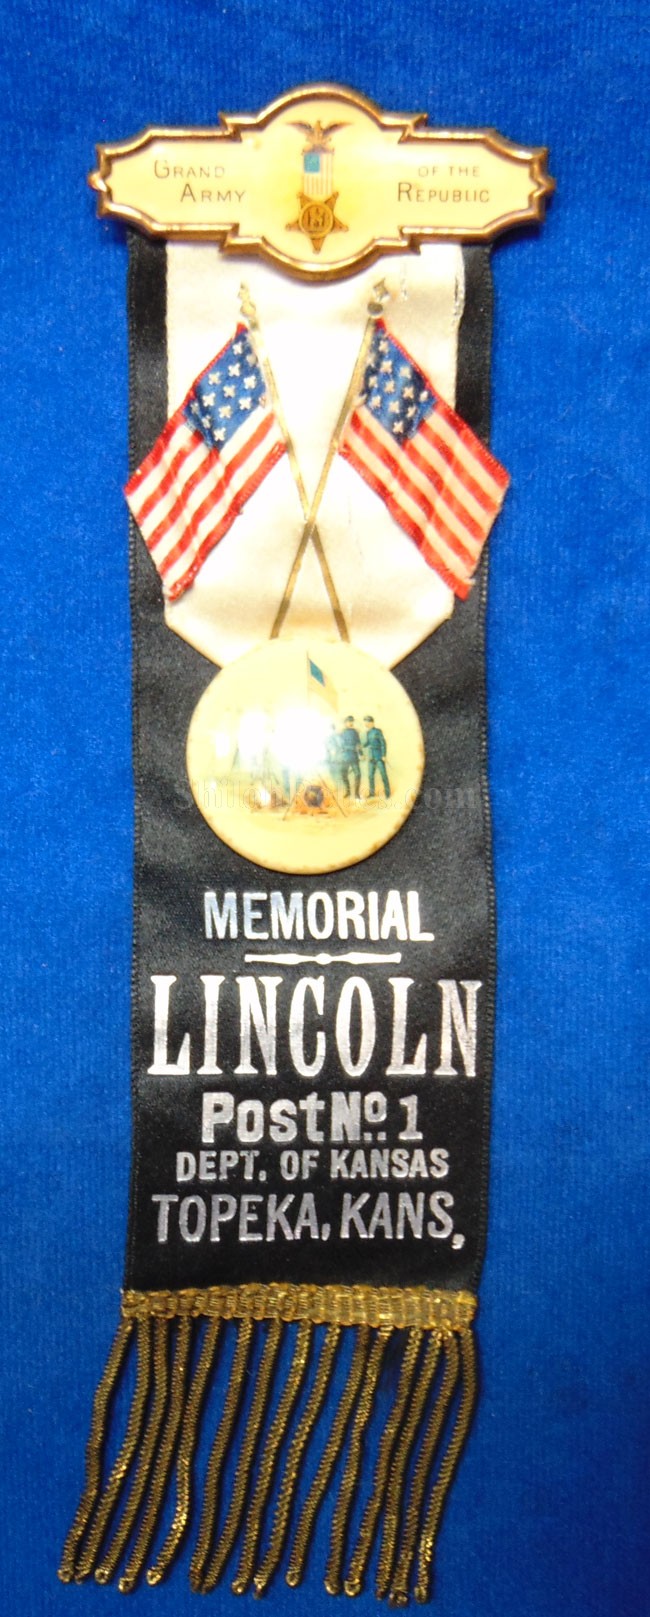 GRAND OF THE
ARMY REPUBLIC
MEMORIAL
LINCOLN
Post No. 1
DEPT. OF KANSAS
TOPEKA, KANS,